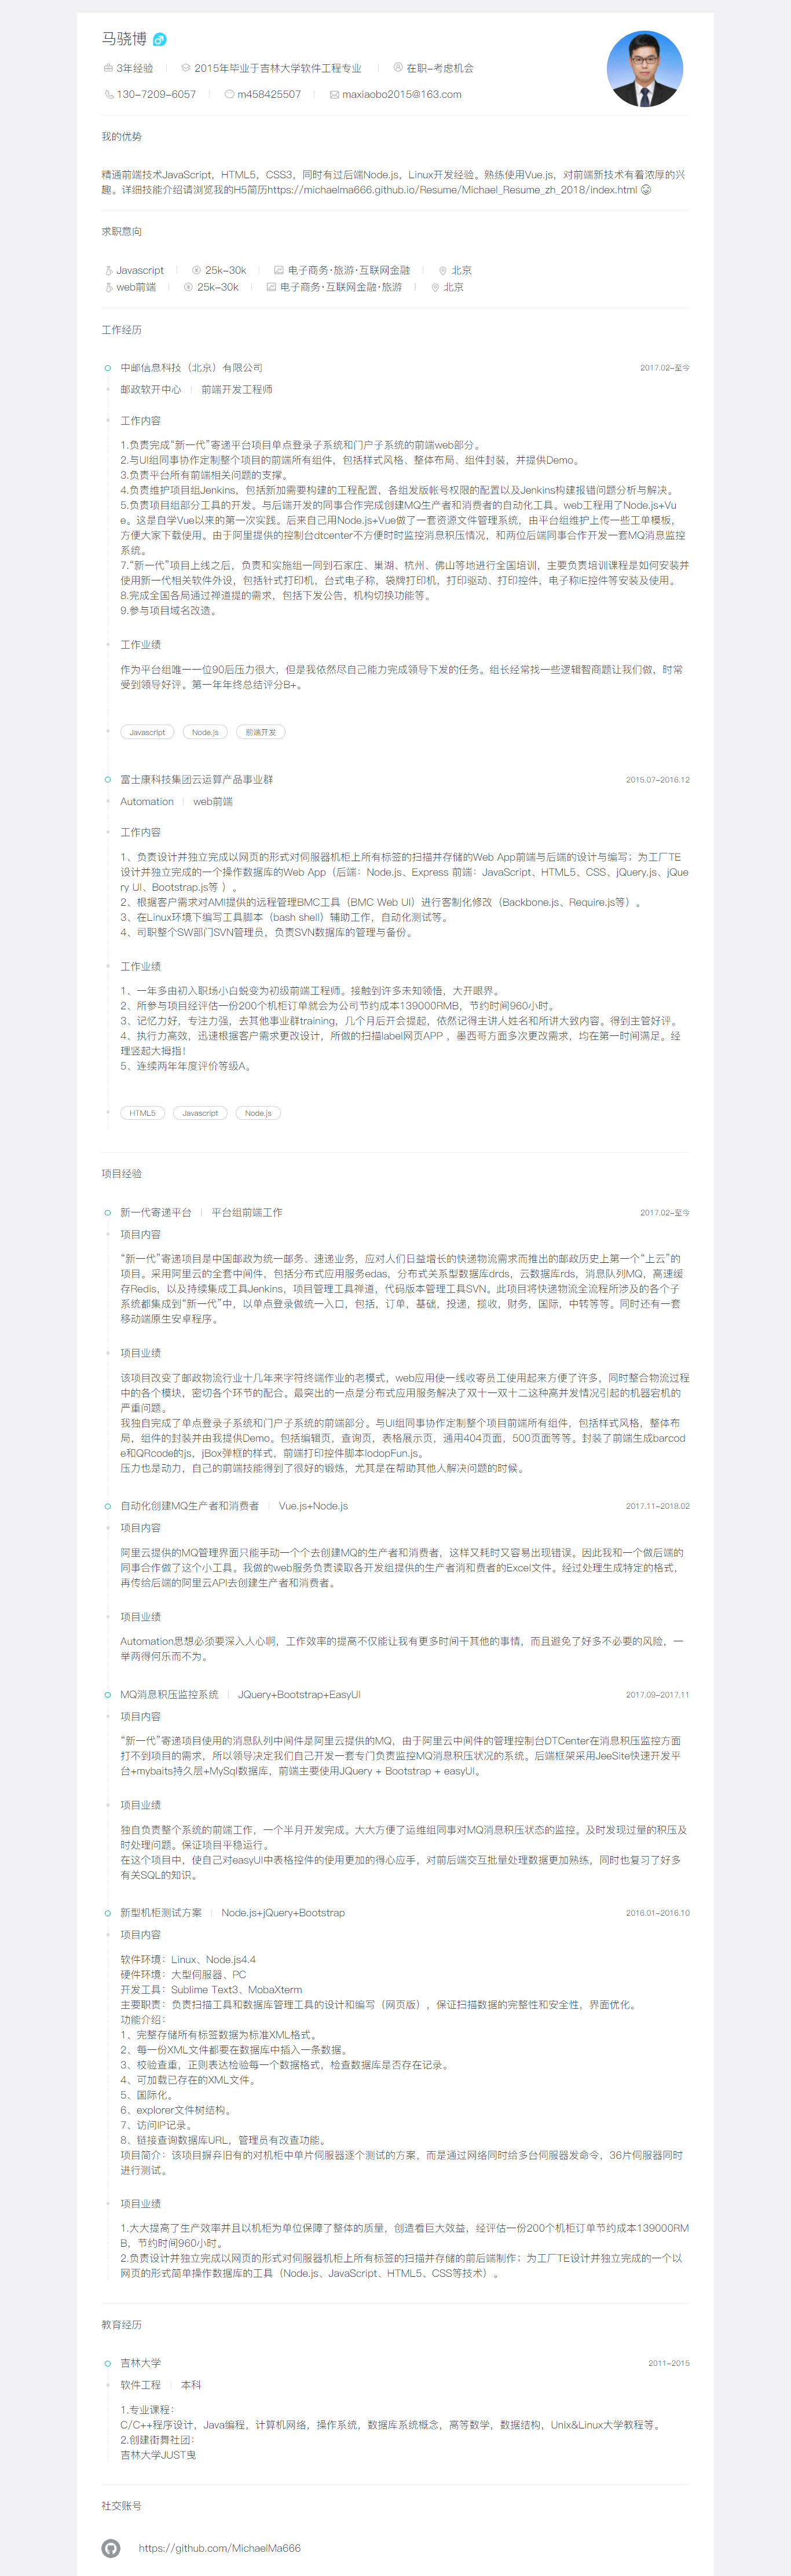 马骁博
3年经验 | 2015年毕业于吉林大学软件工程专业 | 在职-考虑机会
130-7209-6057 | m458425507 | maxiaobo2015@163.com
我的优势
精通前端技术JavaScript，HTML5，CSS3，同时有过后端Node.js，Linux开发经验。熟练使用Vue.js，对前端新技术有着浓厚的兴
趣。详细技能介绍请浏览我的H5简历https://michaelma666.github.io/Resume/Michael_Resume_zh_2018/index.html 😜
求职意向
Javascript | 25k-30k | 电子商务·旅游·互联网金融 | 北京
web前端 | 25k-30k | 电子商务·互联网金融·旅游 | 北京
工作经历
中邮信息科技（北京）有限公司 2017.02-至今
邮政软开中心 | 前端开发工程师
工作内容
1.负责完成“新一代”寄递平台项目单点登录子系统和门户子系统的前端web部分。
2.与UI组同事协作定制整个项目的前端所有组件，包括样式风格、整体布局、组件封装，并提供Demo。
3.负责平台所有前端相关问题的支撑。
4.负责维护项目组Jenkins，包括新加需要构建的工程配置，各组发版帐号权限的配置以及Jenkins构建报错问题分析与解决。
5.负责项目组部分工具的开发。与后端开发的同事合作完成创建MQ生产者和消费者的自动化工具。web工程用了Node.js+Vu
e。这是自学Vue以来的第一次实践。后来自己用Node.js+Vue做了一套资源文件管理系统，由平台组维护上传一些工单模板，
方便大家下载使用。由于阿里提供的控制台dtcenter不方便时时监控消息积压情况，和两位后端同事合作开发一套MQ消息监控
系统。
7.“新一代”项目上线之后，负责和实施组一同到石家庄、巢湖、杭州、佛山等地进行全国培训，主要负责培训课程是如何安装并
使用新一代相关软件外设，包括针式打印机，台式电子称，袋牌打印机，打印驱动、打印控件，电子称IE控件等安装及使用。
8.完成全国各局通过禅道提的需求，包括下发公告，机构切换功能等。
9.参与项目域名改造。
工作业绩
作为平台组唯一一位90后压力很大，但是我依然尽自己能力完成领导下发的任务。组长经常找一些逻辑智商题让我们做，时常
受到领导好评。第一年年终总结评分B+。
Javascript Node.js 前端开发
富士康科技集团云运算产品事业群 2015.07-2016.12
Automation | web前端
工作内容
1、负责设计并独立完成以网页的形式对伺服器机柜上所有标签的扫描并存储的Web App前端与后端的设计与编写；为工厂TE
设计并独立完成的一个操作数据库的Web App（后端：Node.js、Express 前端：JavaScript、HTML5、CSS、jQuery.js、jQue
ry UI、Bootstrap.js等 ）。
2、根据客户需求对AMI提供的远程管理BMC工具（BMC Web UI）进行客制化修改（Backbone.js、Require.js等）。
3、在Linux环境下编写工具脚本（bash shell）辅助工作，自动化测试等。
4、司职整个SW部门SVN管理员，负责SVN数据库的管理与备份。
工作业绩
1、一年多由初入职场小白蜕变为初级前端工程师。接触到许多未知领悟，大开眼界。
2、所参与项目经评估一份200个机柜订单就会为公司节约成本139000RMB，节约时间960小时。
3、记忆力好，专注力强，去其他事业群training，几个月后开会提起，依然记得主讲人姓名和所讲大致内容。得到主管好评。
4、执行力高效，迅速根据客户需求更改设计，所做的扫描label网页APP ，墨西哥方面多次更改需求，均在第一时间满足。经
理竖起大拇指！
5、连续两年年度评价等级A。
HTML5 Javascript Node.js
项目经验
新一代寄递平台 | 平台组前端工作 2017.02-至今
项目内容
“新一代”寄递项目是中国邮政为统一邮务、速递业务，应对人们日益增长的快递物流需求而推出的邮政历史上第一个“上云”的
项目。采用阿里云的全套中间件，包括分布式应用服务edas，分布式关系型数据库drds，云数据库rds，消息队列MQ，高速缓
存Redis，以及持续集成工具Jenkins，项目管理工具禅道，代码版本管理工具SVN。此项目将快递物流全流程所涉及的各个子
系统都集成到“新一代”中，以单点登录做统一入口，包括，订单，基础，投递，揽收，财务，国际，中转等等。同时还有一套
移动端原生安卓程序。
项目业绩
该项目改变了邮政物流行业十几年来字符终端作业的老模式，web应用使一线收寄员工使用起来方便了许多，同时整合物流过程
中的各个模块，密切各个环节的配合。最突出的一点是分布式应用服务解决了双十一双十二这种高并发情况引起的机器宕机的
严重问题。
我独自完成了单点登录子系统和门户子系统的前端部分。与UI组同事协作定制整个项目前端所有组件，包括样式风格，整体布
局，组件的封装并由我提供Demo。包括编辑页，查询页，表格展示页，通用404页面，500页面等等。封装了前端生成barcod
e和QRcode的js，jBox弹框的样式，前端打印控件脚本lodopFun.js。
压力也是动力，自己的前端技能得到了很好的锻炼，尤其是在帮助其他人解决问题的时候。
自动化创建MQ生产者和消费者 | Vue.js+Node.js 2017.11-2018.02
项目内容
阿里云提供的MQ管理界面只能手动一个个去创建MQ的生产者和消费者，这样又耗时又容易出现错误。因此我和一个做后端的
同事合作做了这个小工具。我做的web服务负责读取各开发组提供的生产者消和费者的Excel文件。经过处理生成特定的格式，
再传给后端的阿里云API去创建生产者和消费者。
项目业绩
Automation思想必须要深入人心啊，工作效率的提高不仅能让我有更多时间干其他的事情，而且避免了好多不必要的风险，一
举两得何乐而不为。
MQ消息积压监控系统 | JQuery+Bootstrap+EasyUI 2017.09-2017.11
项目内容
“新一代”寄递项目使用的消息队列中间件是阿里云提供的MQ，由于阿里云中间件的管理控制台DTCenter在消息积压监控方面
打不到项目的需求，所以领导决定我们自己开发一套专门负责监控MQ消息积压状况的系统。后端框架采用JeeSite快速开发平
台+mybaits持久层+MySql数据库，前端主要使用JQuery + Bootstrap + easyUI。
项目业绩
独自负责整个系统的前端工作，一个半月开发完成。大大方便了运维组同事对MQ消息积压状态的监控。及时发现过量的积压及
时处理问题。保证项目平稳运行。
在这个项目中，使自己对easyUI中表格控件的使用更加的得心应手，对前后端交互批量处理数据更加熟练，同时也复习了好多
有关SQL的知识。
新型机柜测试方案 | Node.js+jQuery+Bootstrap 2016.01-2016.10
项目内容
软件环境：Linux、Node.js4.4
硬件环境：大型伺服器、PC
开发工具：Sublime Text3、MobaXterm
主要职责：负责扫描工具和数据库管理工具的设计和编写（网页版），保证扫描数据的完整性和安全性，界面优化。
功能介绍：
1、完整存储所有标签数据为标准XML格式。
2、每一份XML文件都要在数据库中插入一条数据。
3、校验查重，正则表达检验每一个数据格式，检查数据库是否存在记录。
4、可加载已存在的XML文件。
5、国际化。
6、explorer文件树结构。
7、访问IP记录。
8、链接查询数据库URL，管理员有改查功能。
项目简介：该项目摒弃旧有的对机柜中单片伺服器逐个测试的方案，而是通过网络同时给多台伺服器发命令，36片伺服器同时
进行测试。
项目业绩
1.大大提高了生产效率并且以机柜为单位保障了整体的质量，创造看巨大效益，经评估一份200个机柜订单节约成本139000RM
B，节约时间960小时。
2.负责设计并独立完成以网页的形式对伺服器机柜上所有标签的扫描并存储的前后端制作；为工厂TE设计并独立完成的一个以
网页的形式简单操作数据库的工具（Node.js、JavaScript、HTML5、CSS等技术）。
教育经历
吉林大学 2011-2015
软件工程 | 本科
1.专业课程：
C/C++程序设计，Java编程，计算机网络，操作系统，数据库系统概念，高等数学，数据结构，Unix&Linux大学教程等。
2.创建街舞社团：
吉林大学JUST曳
社交账号
https://github.com/MichaelMa666